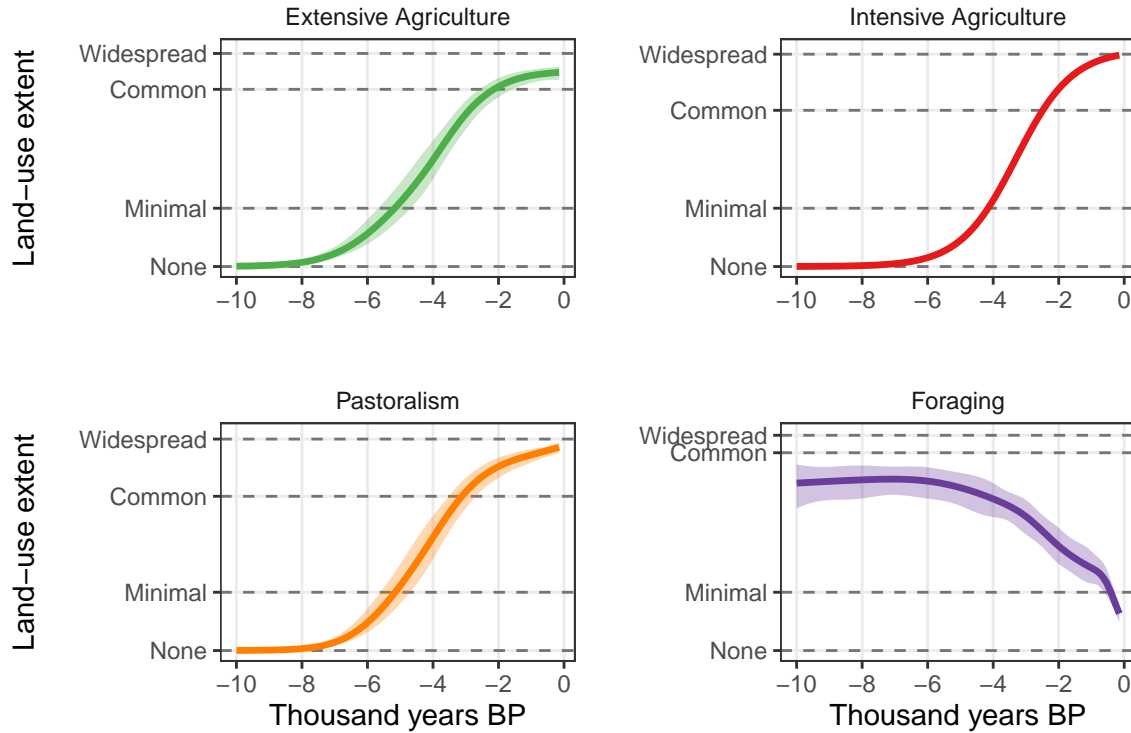 Extensive Agriculture
Land−use extent
Widespread
Common
Minimal
None
−10 −8 −6 −4 −2 0
Intensive Agriculture
Widespread
Common
Minimal
None
−10 −8 −6 −4 −2 0
Pastoralism
Land−use extent
Widespread
Common
Minimal
None
−10 −8 −6 −4 −2 0
Thousand years BP
Foraging
Widespread
Common
Minimal
None
−10 −8 −6 −4 −2 0
Thousand years BP